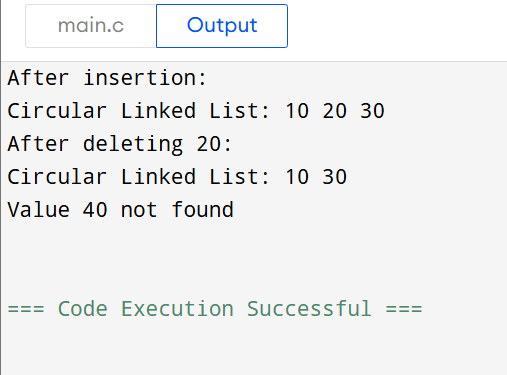 main.c Output
After insertion:
Circular Linked List: 10 20 30
After deleting 20:
Circular Linked List: 10 30
Value 40 not found
=== Code Execution Successful ===